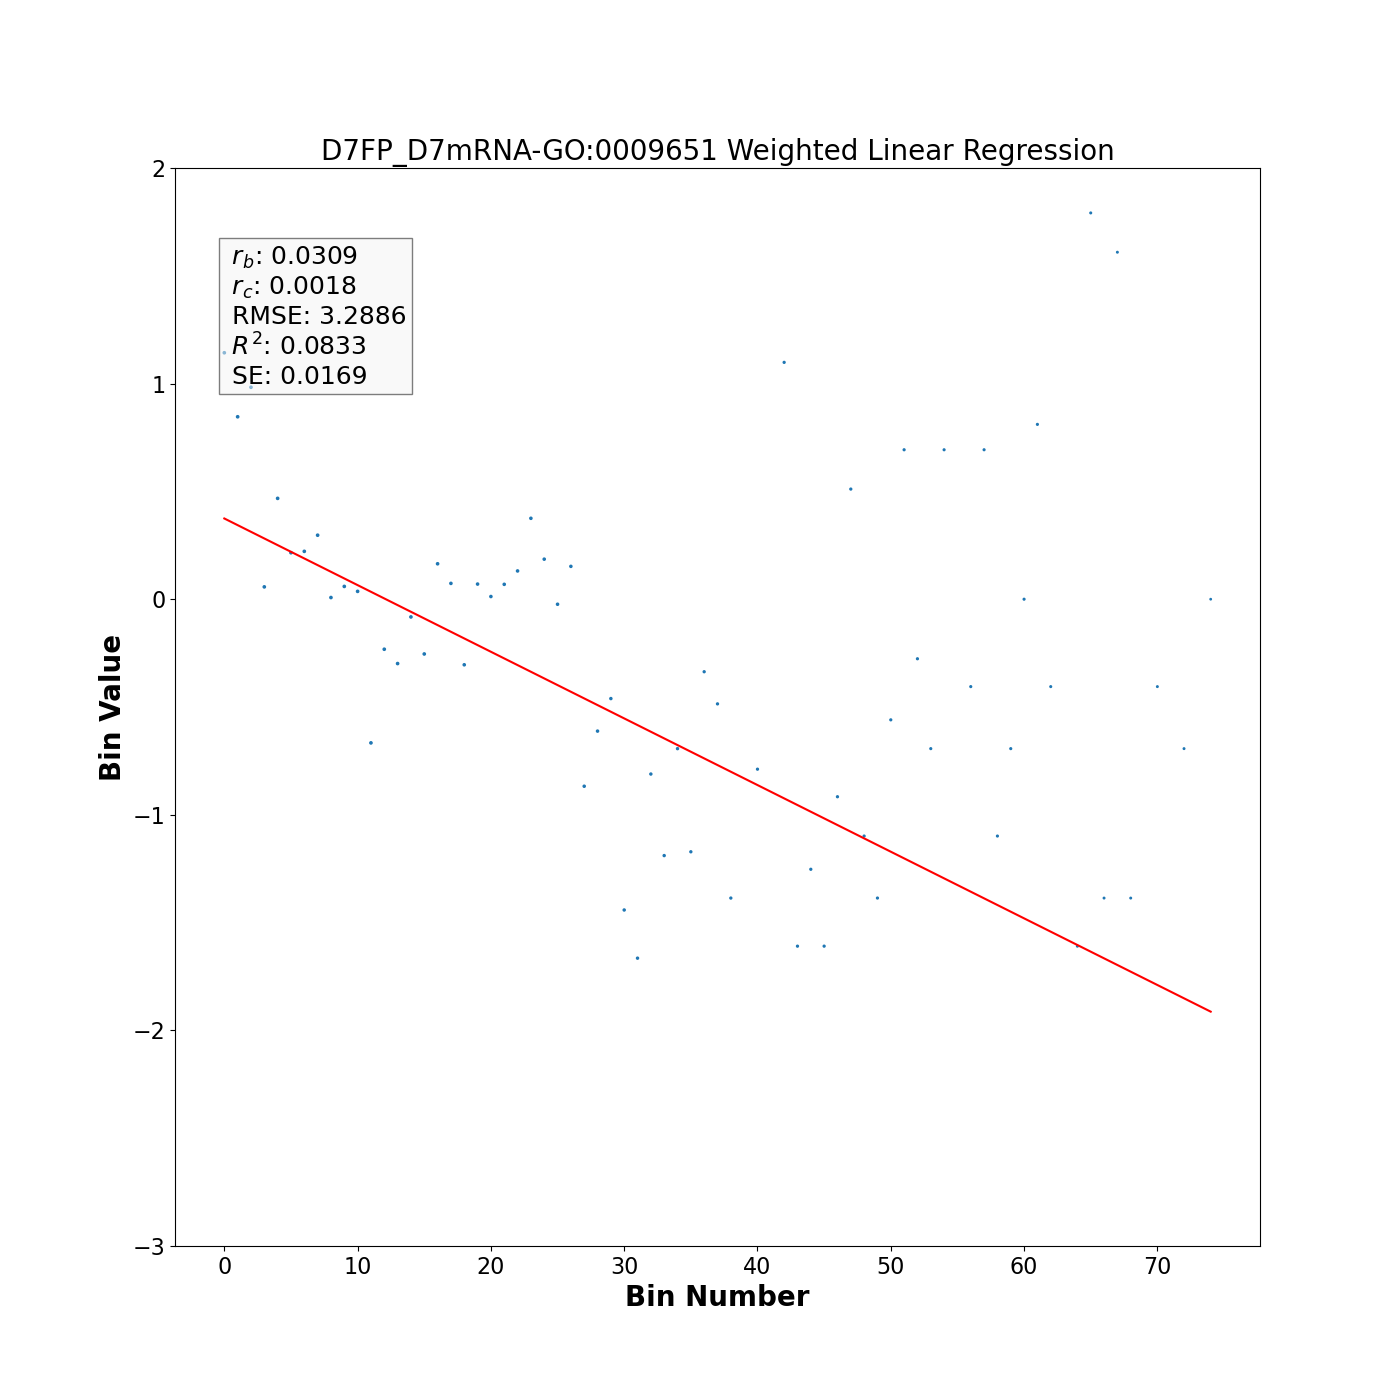 D7FP_D7mRNA-GO:0009651 Weighted Linear Regression
2
r_b: 0.0309
r_c: 0.0018
RMSE: 3.2886
R²: 0.0833
SE: 0.0169
1
0
−1
−2
−3
Bin Value
0 10 20 30 40 50 60 70
Bin Number